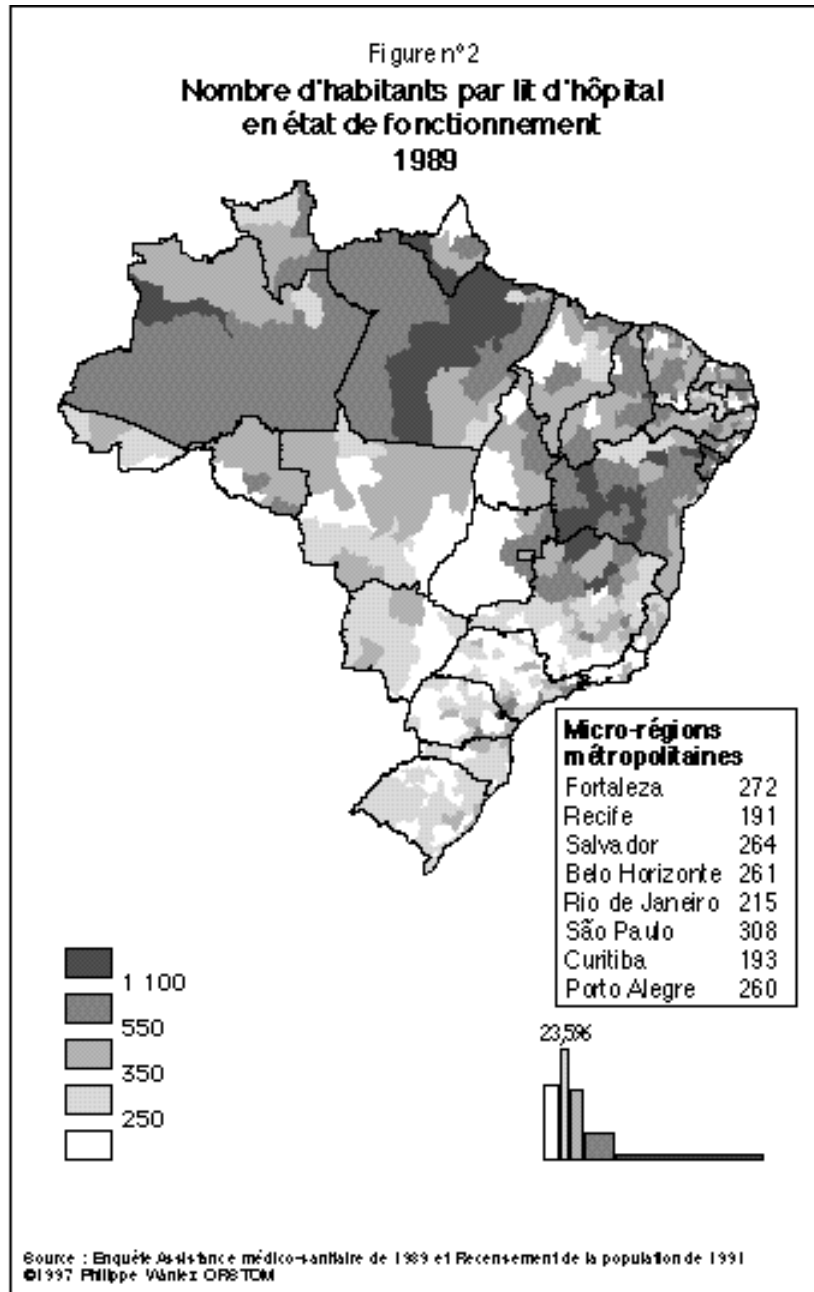 Figure n°2
Nombre d'habitants par lit d'hôpital
en état de fonctionnement
1989
Micro-régions
métropolitaines
Fortaleza 272
Recife 191
Salvador 264
Belo Horizonte 261
Rio de Janeiro 215
São Paulo 308
Curitiba 193
Porto Alegre 260
1 100
550
350
250
23,5%
Source : Enquête Assistance médico-sanitaire de 1989 et Recensement de la population de 1991
©1997 Philippe Waniez ORSTOM